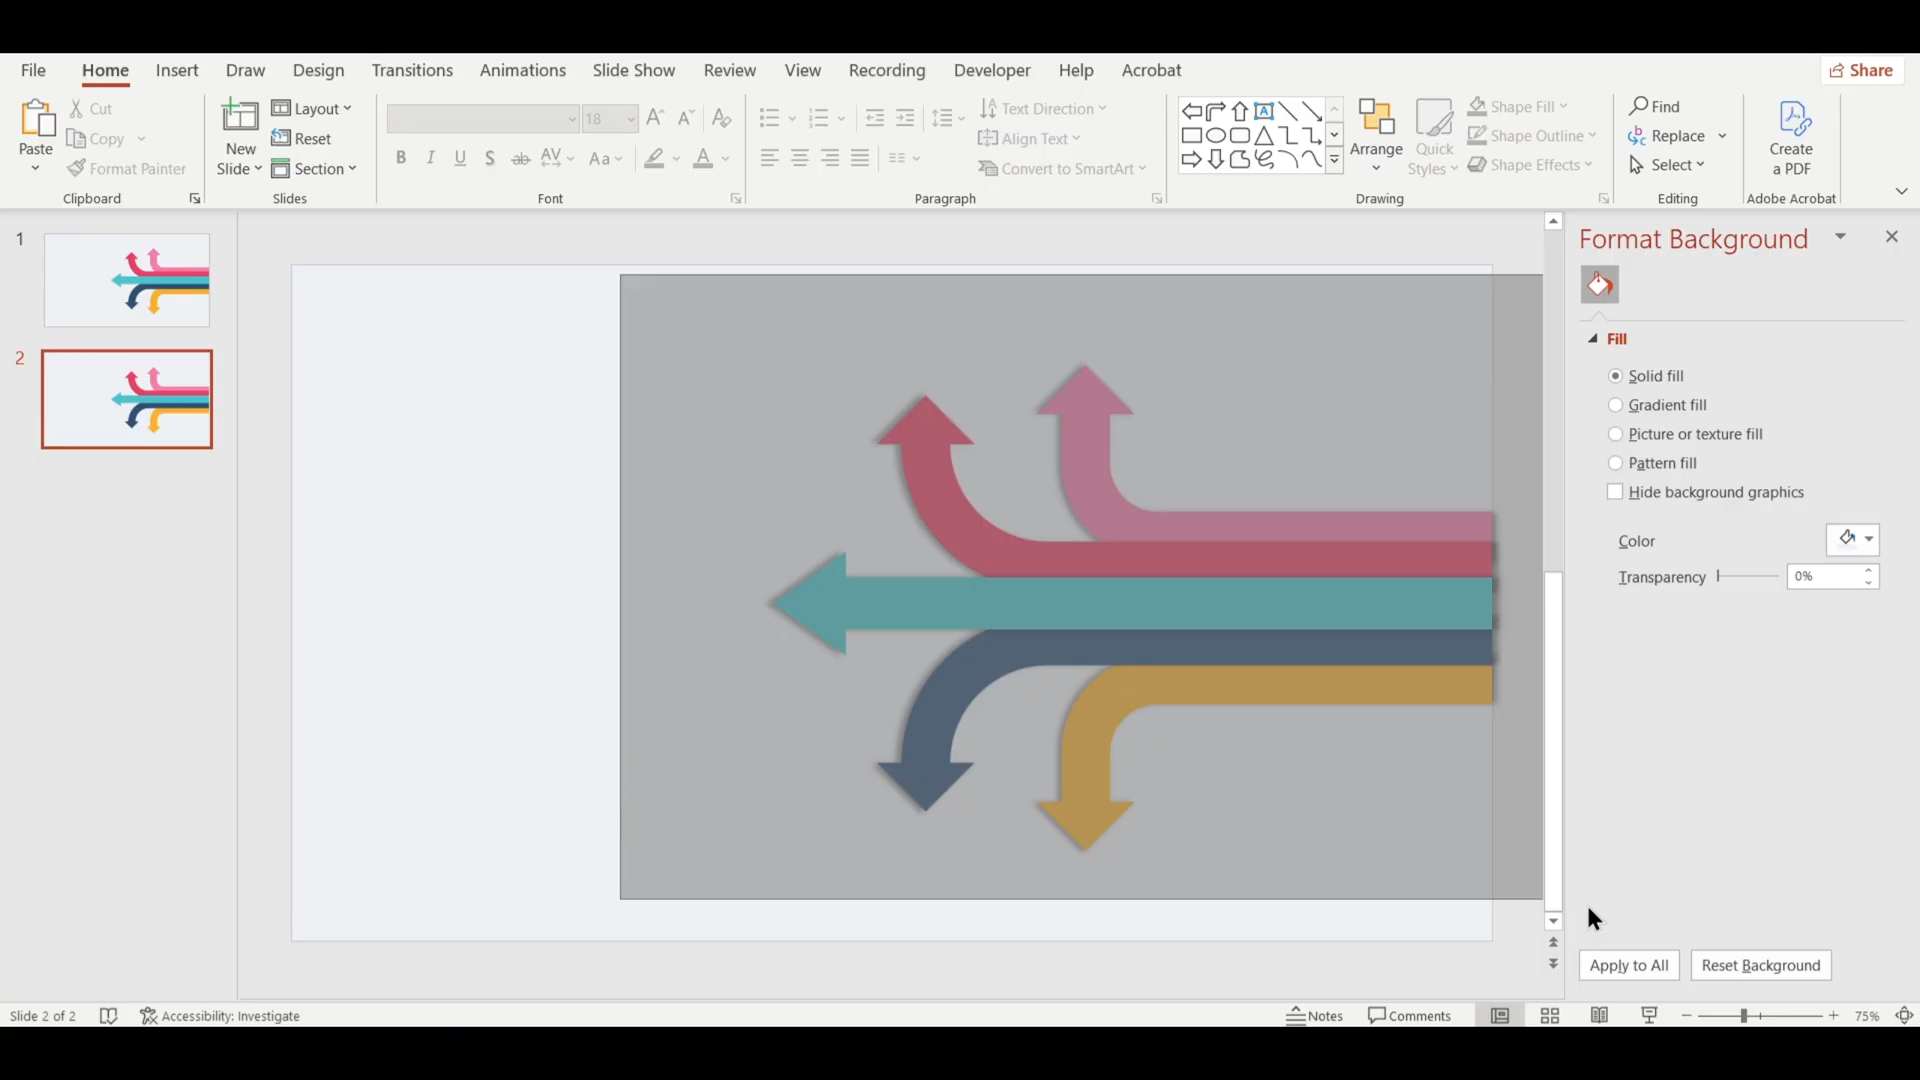 File Home Insert Draw Design Transitions Animations Slide Show Review View Recording Developer Help Acrobat Share
Paste
Cut
Copy
Format Painter
Clipboard
New
Slide
Layout
Reset
Section
Slides
18
B I U S ab AV Aa A
Font
Text Direction
Align Text
Convert to SmartArt
Paragraph
A
Arrange
Quick
Styles
Shape Fill
Shape Outline
Shape Effects
Drawing
Find
Replace
Select
Editing
Create
a PDF
Adobe Acrobat
1
2
Format Background
Fill
Solid fill
Gradient fill
Picture or texture fill
Pattern fill
Hide background graphics
Color
Transparency 0%
Apply to All Reset Background
Slide 2 of 2 Accessibility: Investigate Notes Comments 75%